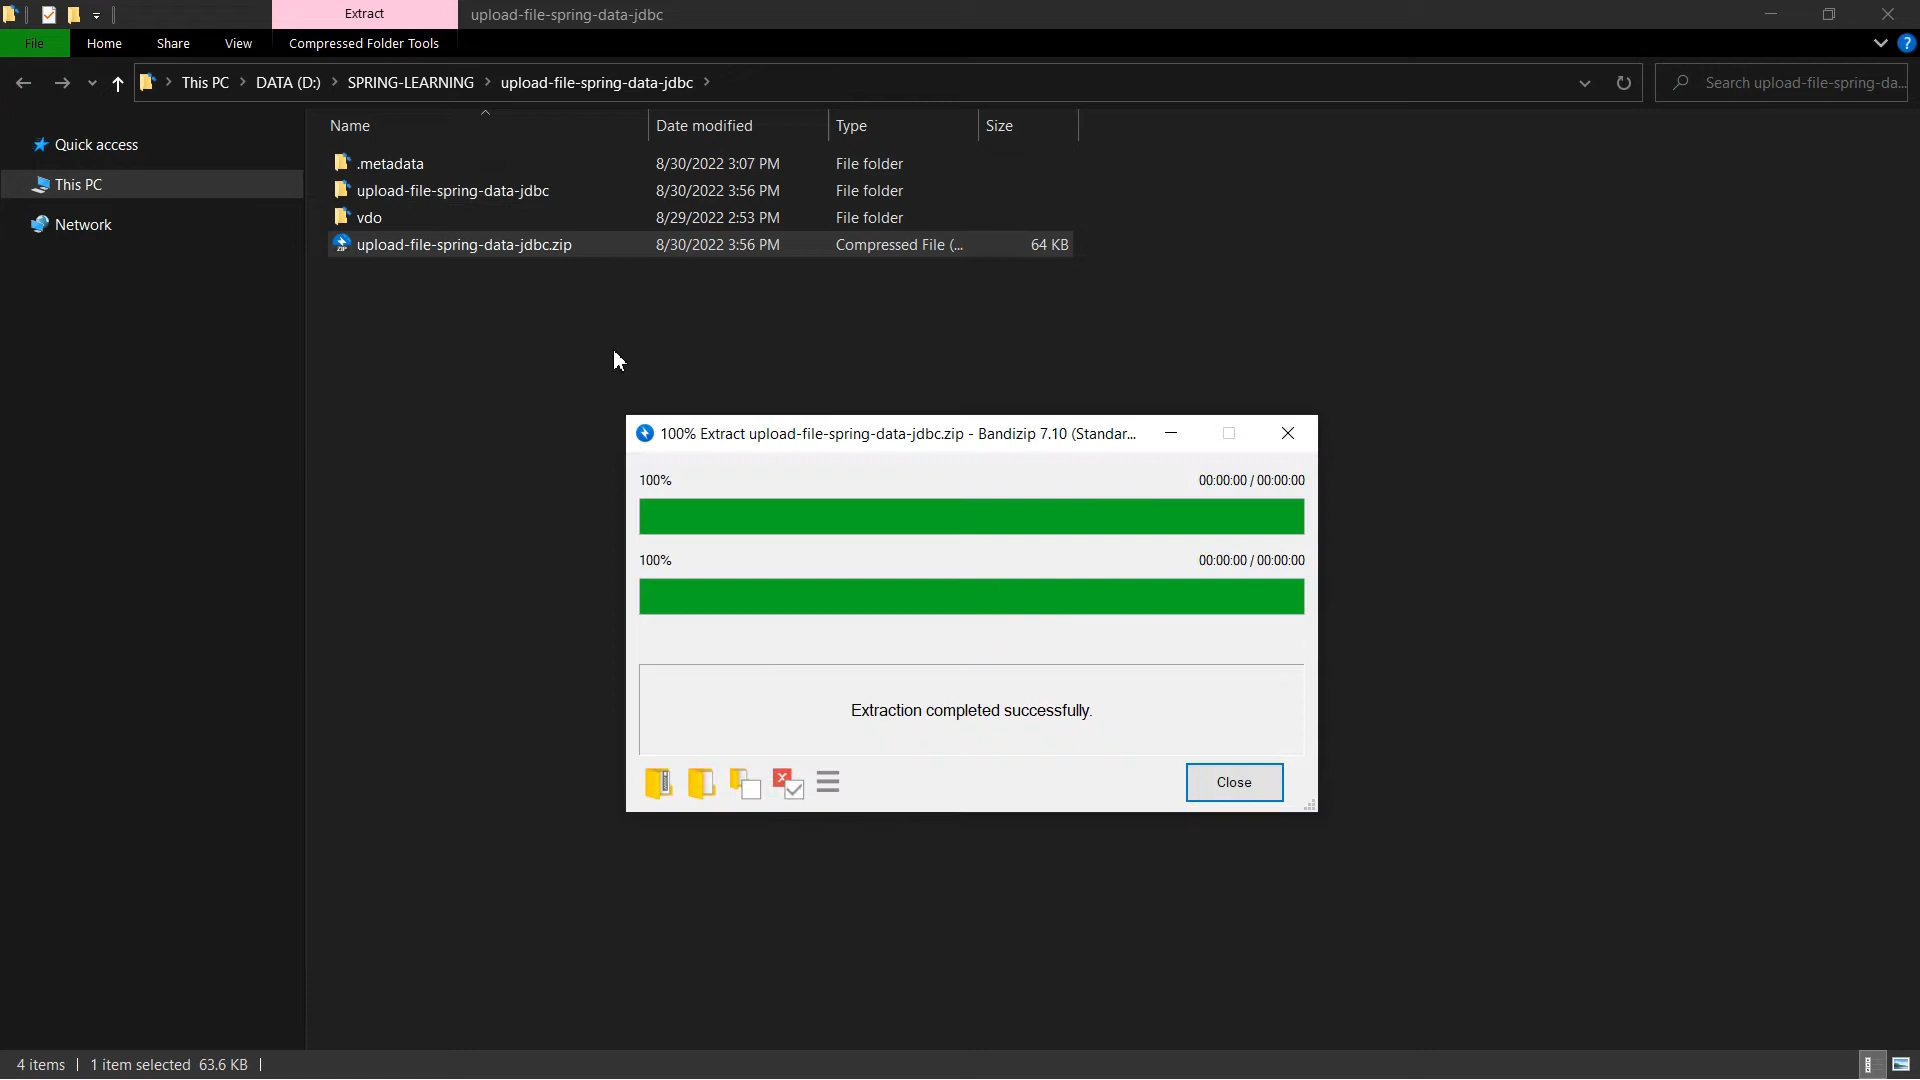 Extract
upload-file-spring-data-jdbc
File
Home
Share
View
Compressed Folder Tools
This PC
DATA (D:)
SPRING-LEARNING
upload-file-spring-data-jdbc
Search upload-file-spring-da...
Name
Date modified
Type
Size
Quick access
This PC
Network
.metadata 8/30/2022 3:07 PM File folder
upload-file-spring-data-jdbc 8/30/2022 3:56 PM File folder
vdo 8/29/2022 2:53 PM File folder
ZIP
upload-file-spring-data-jdbc.zip 8/30/2022 3:56 PM Compressed File (... 64 KB
100% Extract upload-file-spring-data-jdbc.zip - Bandizip 7.10 (Standar...
100% 00:00:00 / 00:00:00
100% 00:00:00 / 00:00:00
Extraction completed successfully.
Close
4 items 1 item selected 63.6 KB